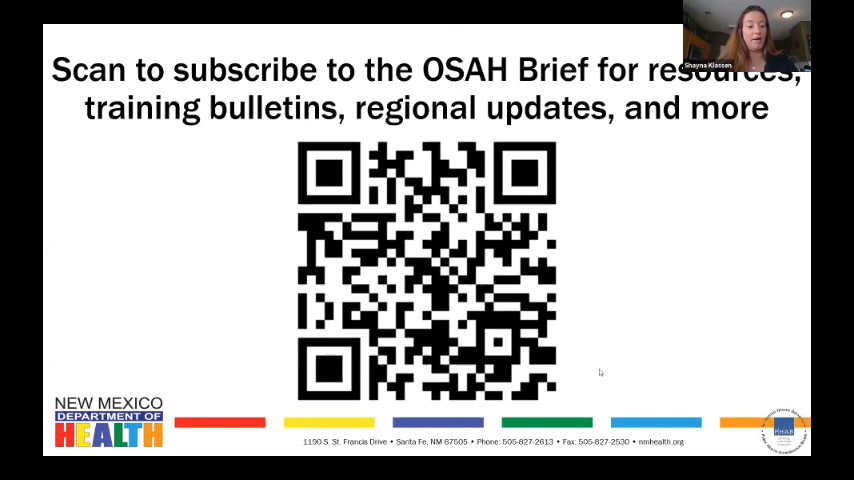 Shayna Klassen
Scan to subscribe to the OSAH Brief for resources,
training bulletins, regional updates, and more
NEW MEXICO
DEPARTMENT OF
HEALTH
1190 S. St. Francis Drive • Santa Fe, NM 87505 • Phone: 505-827-2613 • Fax: 505-827-2530 • nmhealth.org
PHAB